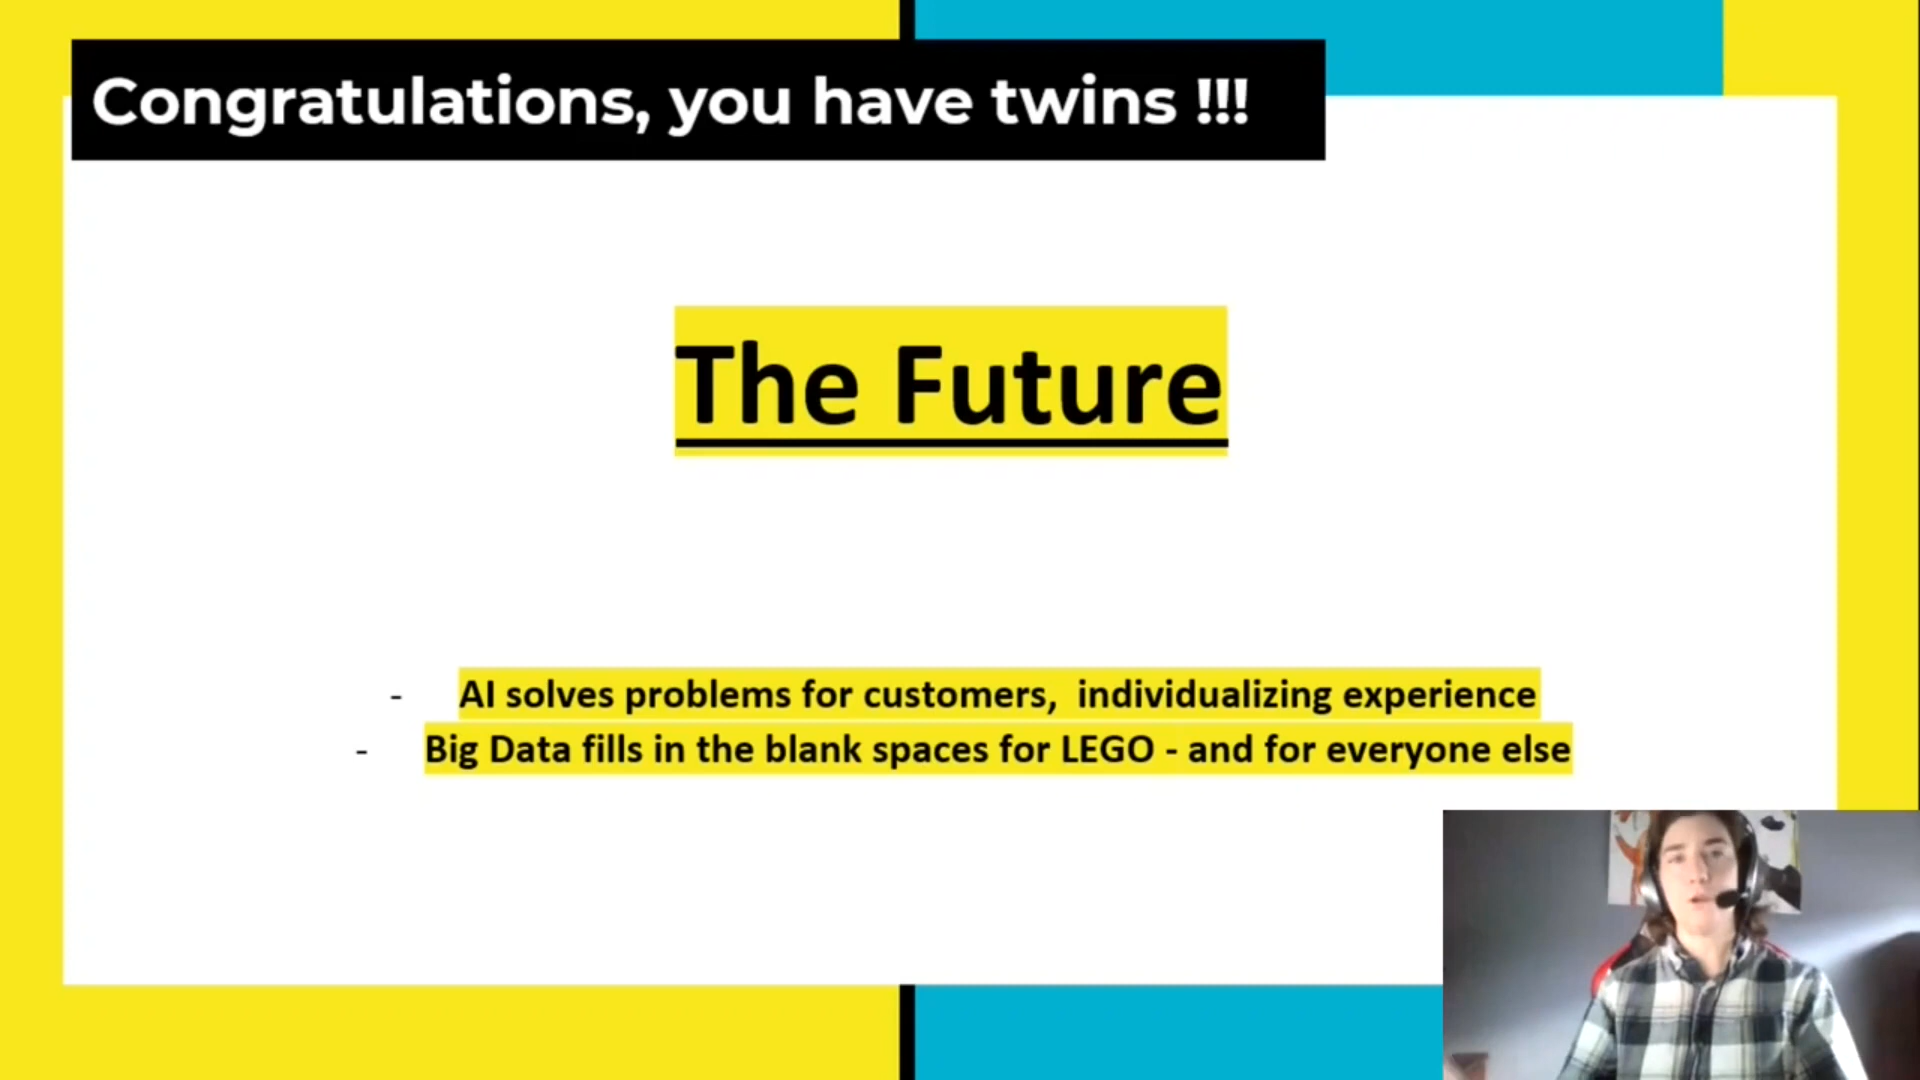 Congratulations, you have twins !!!
The Future
- AI solves problems for customers,  individualizing experience
- Big Data fills in the blank spaces for LEGO - and for everyone else